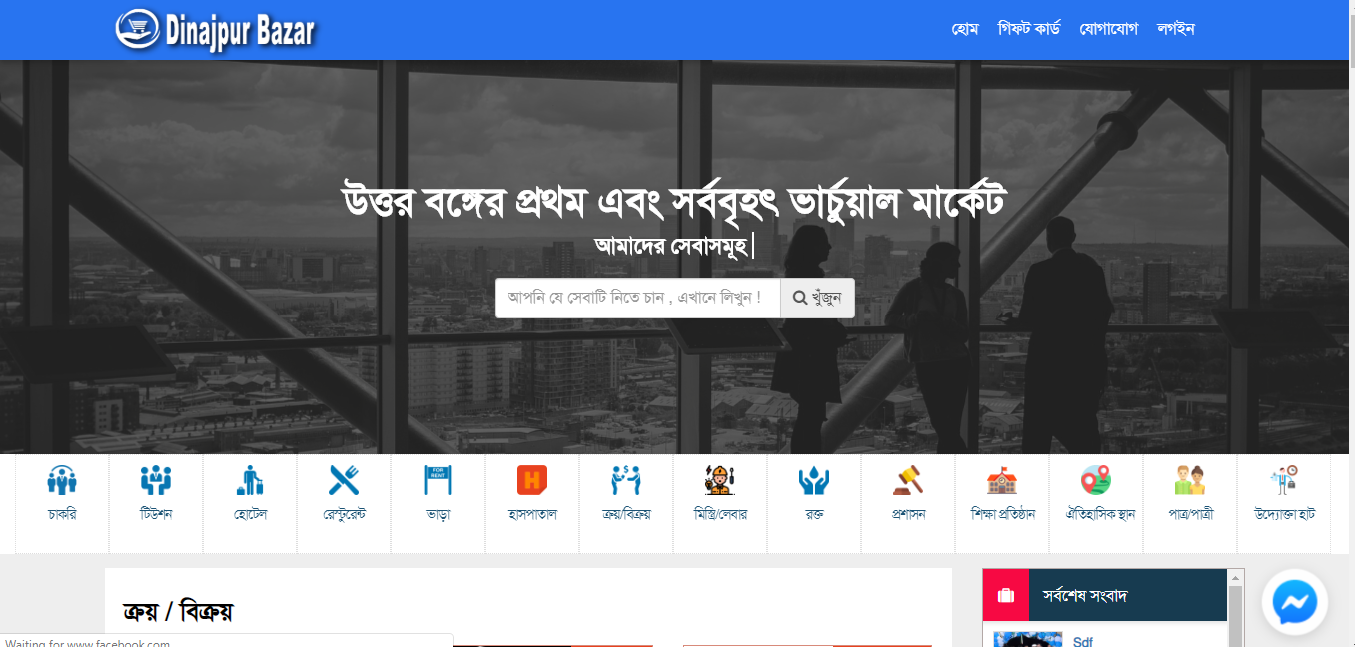 Dinajpur Bazar
হোম গিফট কার্ড যোগাযোগ লগইন
উত্তর বঙ্গের প্রথম এবং সর্ববৃহৎ ভার্চুয়াল মার্কেট
আমাদের সেবাসমূহ|
আপনি যে সেবাটি নিতে চান , এখানে লিখুন ! খুঁজুন
FOR RENT
H
চাকরি টিউশন হোটেল রেস্টুরেন্ট ভাড়া হাসপাতাল ক্রয়/বিক্রয় মিস্ত্রি/লেবার রক্ত প্রশাসন শিক্ষা প্রতিষ্ঠান ঐতিহাসিক স্থান পাত্র/পাত্রী উদ্যোক্তা হাট
ক্রয় / বিক্রয়
সর্বশেষ সংবাদ
Sdf
Waiting for www.facebook.com